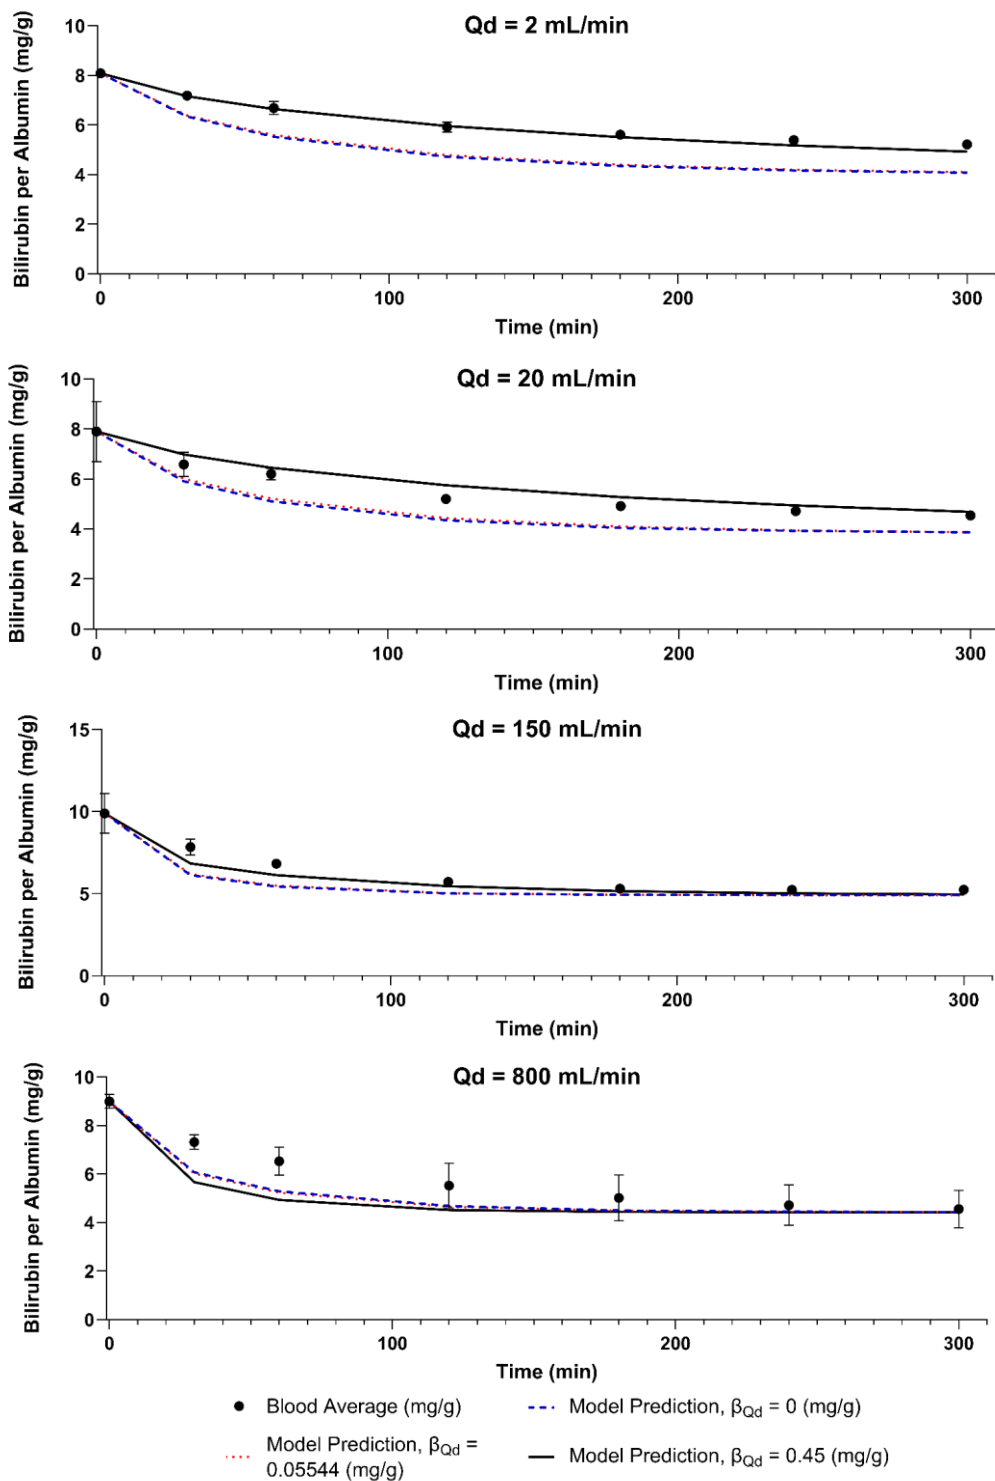 Qd = 2 mL/min
Bilirubin per Albumin (mg/g)
10
8
6
4
2
0
0 100 200 300
Time (min)
Qd = 20 mL/min
Bilirubin per Albumin (mg/g)
10
8
6
4
2
0
0 100 200 300
Time (min)
Qd = 150 mL/min
Bilirubin per Albumin (mg/g)
15
10
5
0
0 100 200 300
Time (min)
Qd = 800 mL/min
Bilirubin per Albumin (mg/g)
10
8
6
4
2
0
0 100 200 300
Time (min)
Blood Average (mg/g)
Model Prediction, βQd = 0 (mg/g)
Model Prediction, βQd =
0.05544 (mg/g)
Model Prediction, βQd = 0.45 (mg/g)